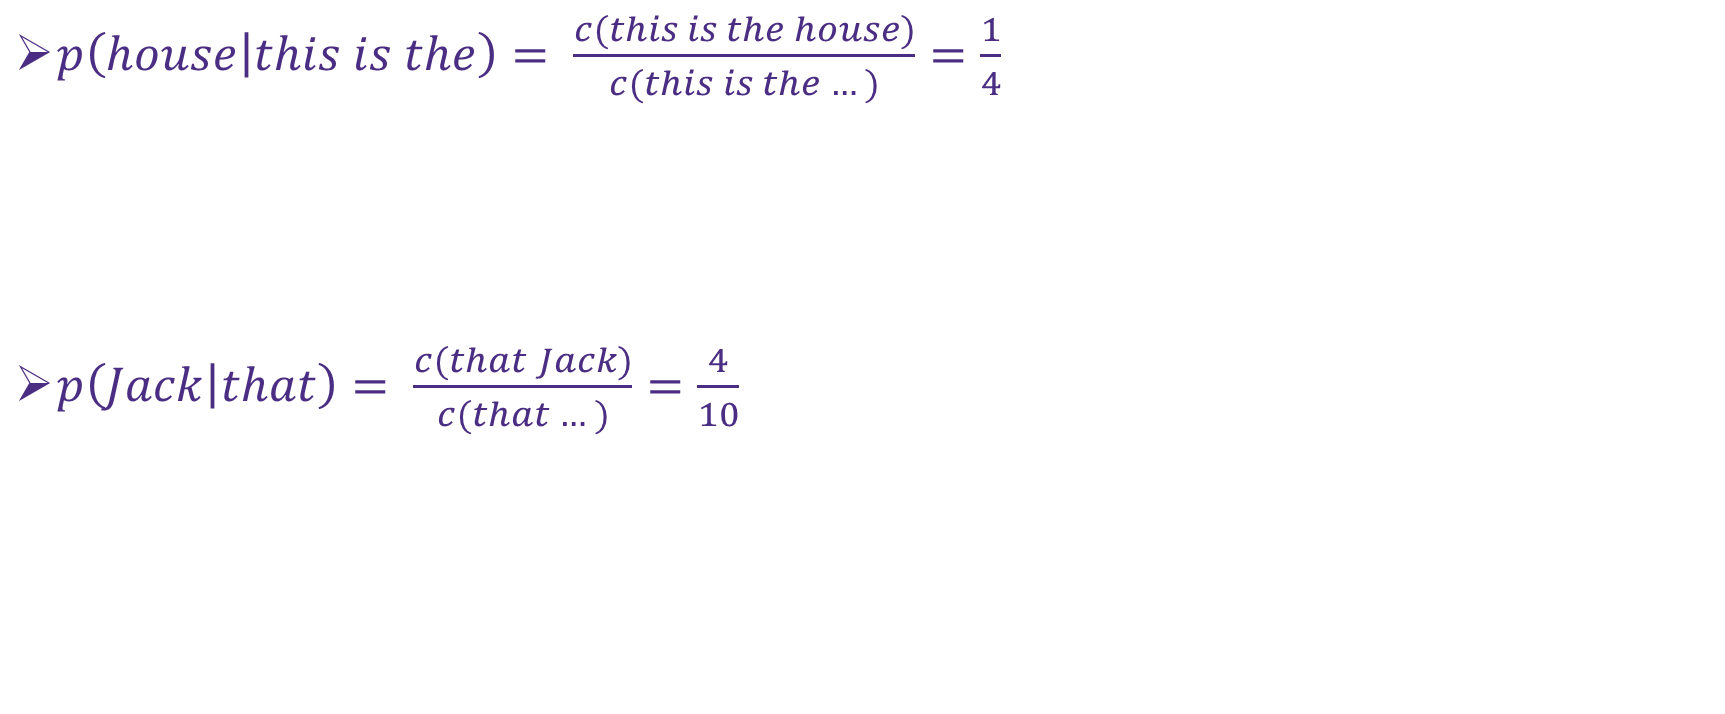 ➢p(house|this is the) = c(this is the house) / c(this is the …) = 1/4
➢p(Jack|that) = c(that Jack) / c(that …) = 4/10